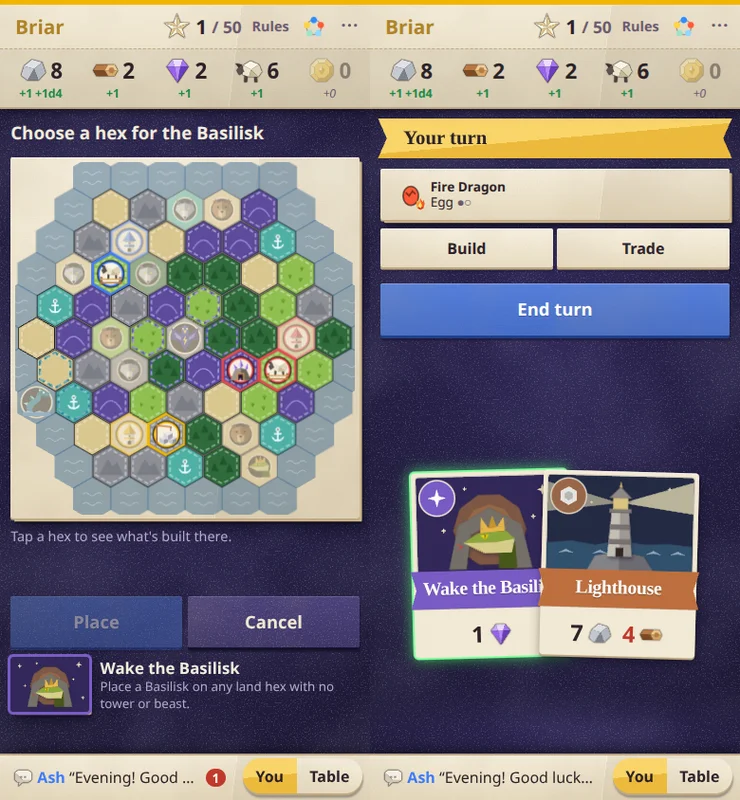 Briar
1 / 50 Rules
8 2 2 6 0
+1 +1d4 +1 +1 +1 +0
Choose a hex for the Basilisk
Tap a hex to see what's built there.
Place Cancel
Wake the Basilisk
Place a Basilisk on any land hex with no
tower or beast.
Ash “Evening! Good ... 1 You Table
Briar
1 / 50 Rules
8 2 2 6 0
+1 +1d4 +1 +1 +1 +0
Your turn
Fire Dragon
Egg
Build Trade
End turn
Wake the Basili
Lighthouse
1
7 4
Ash “Evening! Good luck... You Table